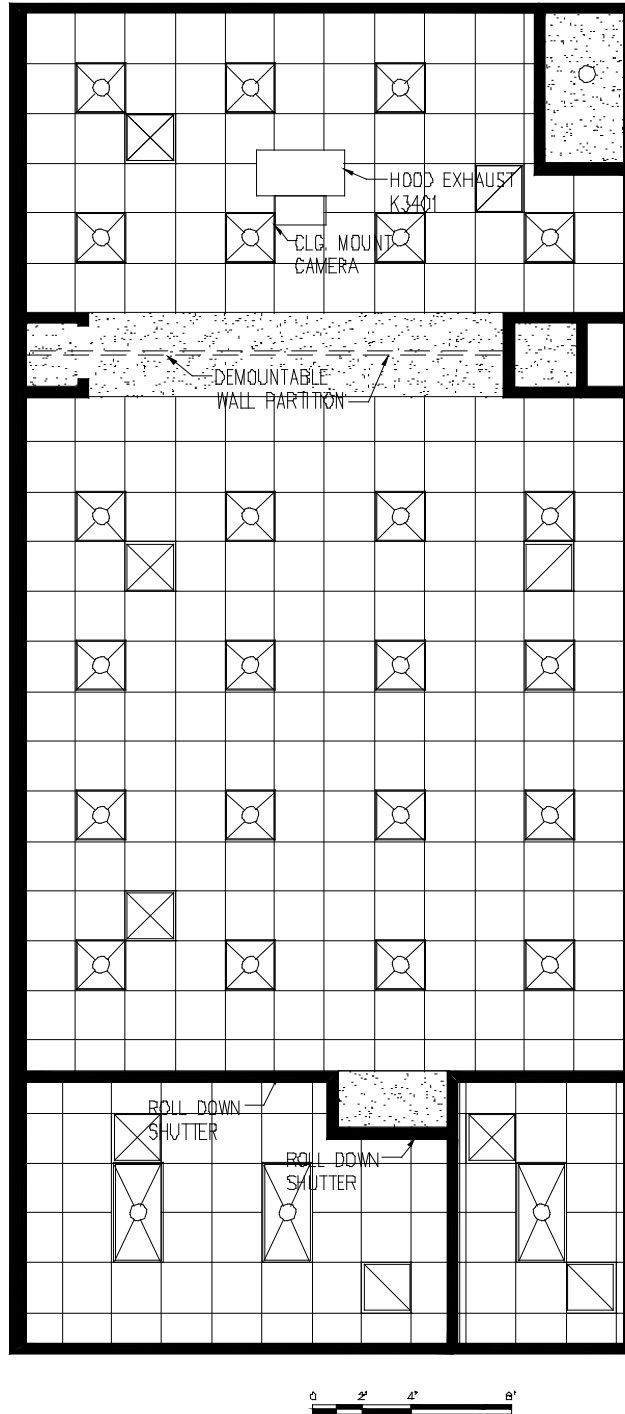 HOOD EXHAUST
K3401
CLG. MOUNT
CAMERA
DEMOUNTABLE
WALL PARTITION
ROLL DOWN
SHUTTER
ROLL DOWN
SHUTTER
0 2' 4' 8'